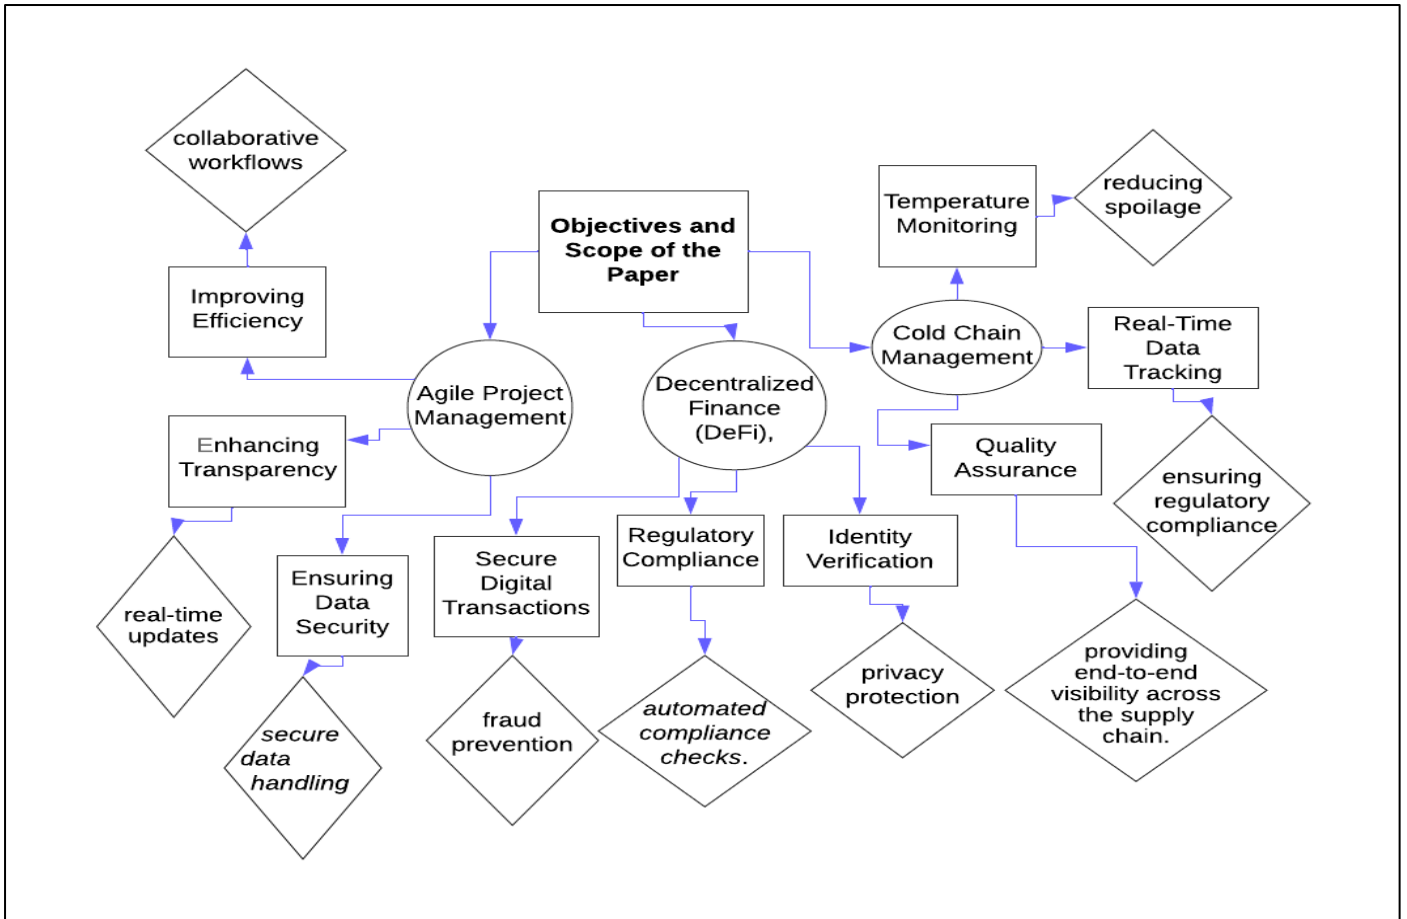 collaborative
workflows
Temperature
Monitoring
reducing
spoilage
Objectives and
Scope of the
Paper
Improving
Efficiency
Cold Chain
Management
Real-Time
Data
Tracking
Agile Project
Management
Decentralized
Finance
(DeFi),
Enhancing
Transparency
Quality
Assurance
ensuring
regulatory
compliance
Ensuring
Data
Security
Secure
Digital
Transactions
Regulatory
Compliance
Identity
Verification
real-time
updates
secure
data
handling
fraud
prevention
automated
compliance
checks.
privacy
protection
providing
end-to-end
visibility across
the supply
chain.